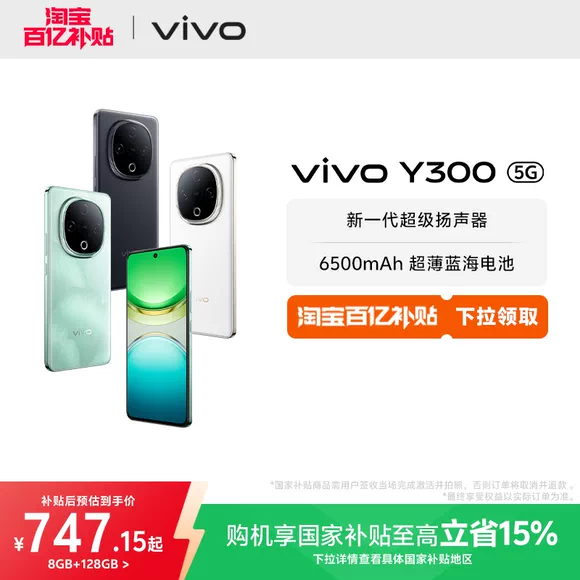 淘宝
百亿补贴
vivo
vivo Y300 5G
新一代超级扬声器
6500mAh 超薄蓝海电池
淘宝百亿补贴 下拉领取
vivo
vivo
vivo
*国家补贴商品需用户签收当场完成激活并拍照，否则订单将取消并退款。
*最终享受权益以实际订单为准。
补贴后预估到手价
¥747.15起
8GB+128GB >
购机享国家补贴至高立省15%
下拉详情查看具体国家补贴地区